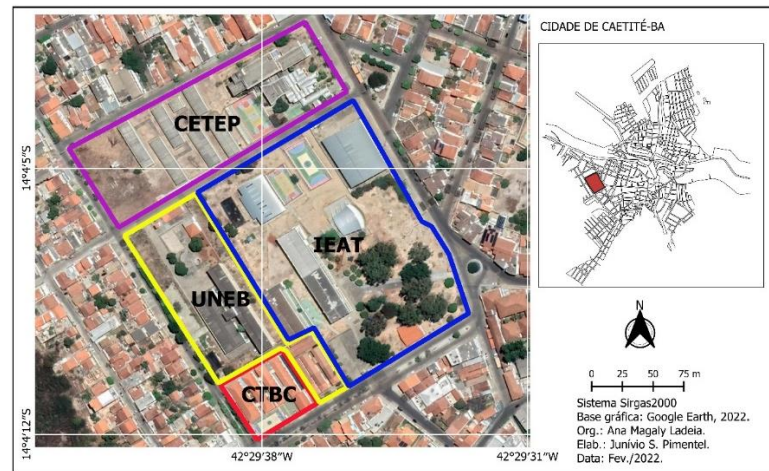 CIDADE DE CAETITÉ-BA
CETEP
IEAT
UNEB
CTBC
14°4'5"S
14°4'12"S
42°29'38"W
42°29'31"W
N
0 25 50 75 m
Sistema Sirgas2000
Base gráfica: Google Earth, 2022.
Org.: Ana Magaly Ladeia.
Elab.: Junívio S. Pimentel.
Data: Fev./2022.